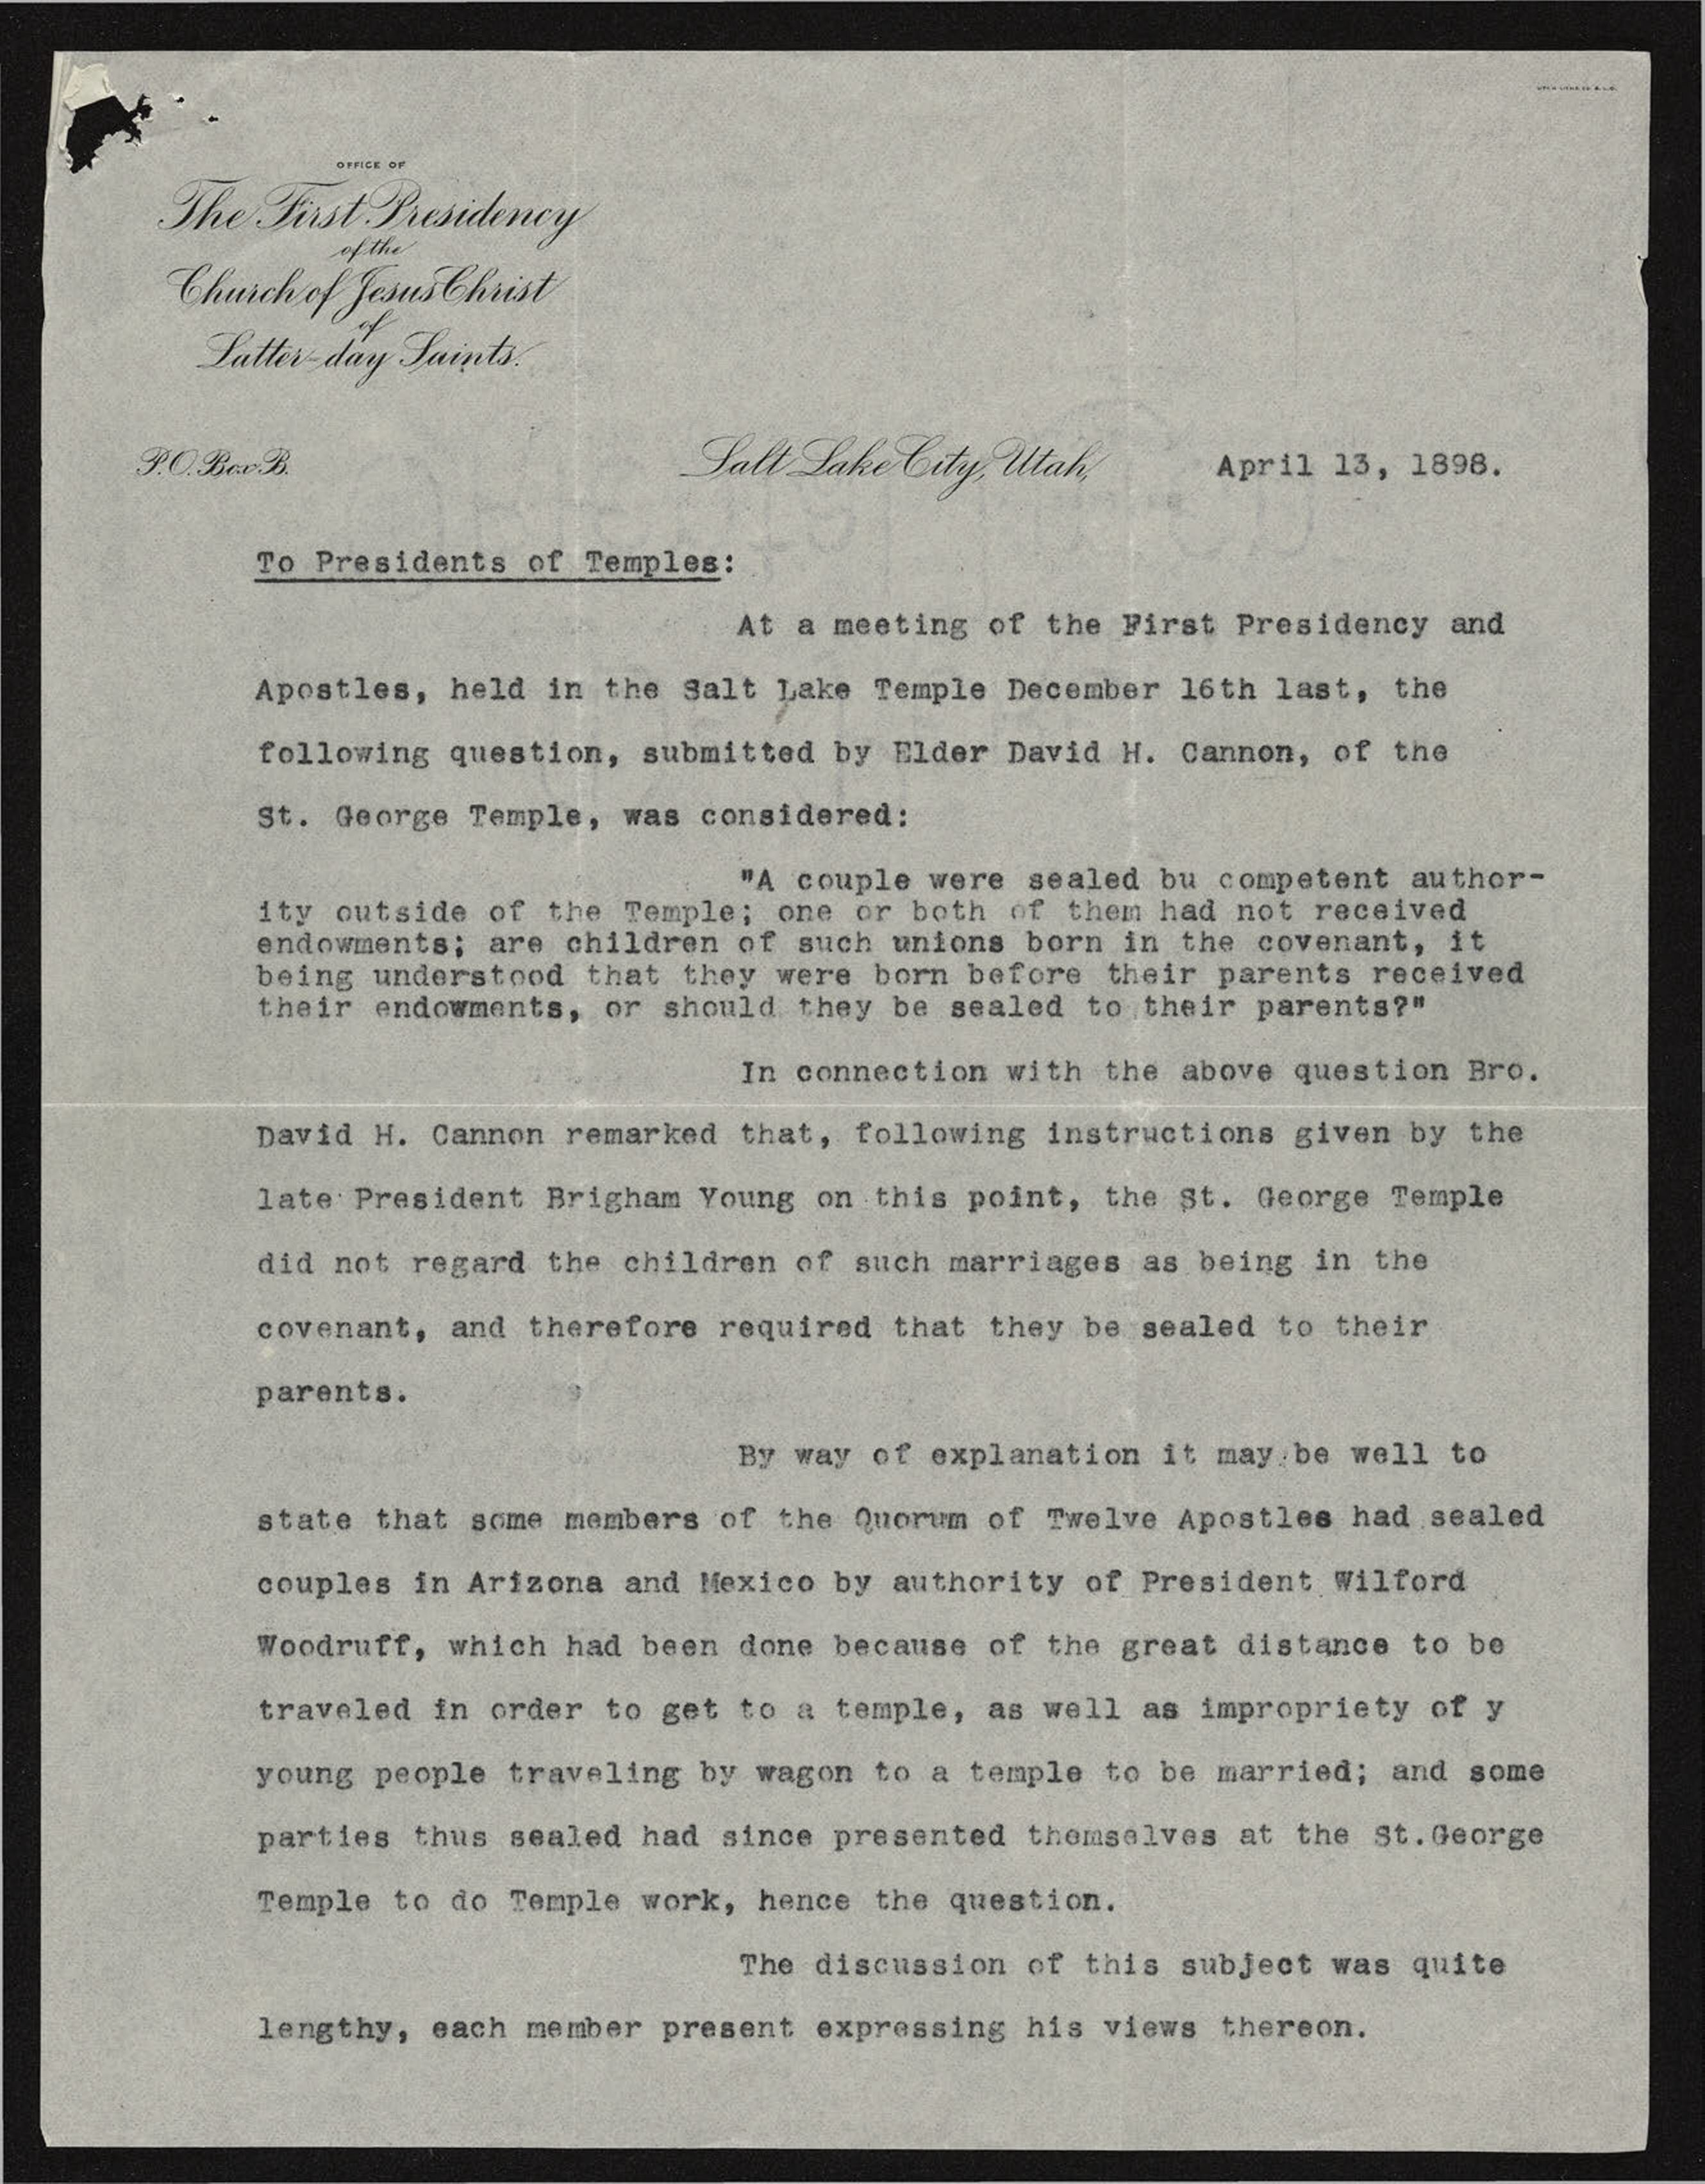 OFFICE OF
The First Presidency
of the
Church of Jesus Christ
of
Latter-day Saints.
P.O. Box B. Salt Lake City, Utah, April 13, 1898.
To Presidents of Temples:
At a meeting of the First Presidency and
Apostles, held in the Salt Lake Temple December 16th last, the
following question, submitted by Elder David H. Cannon, of the
St. George Temple, was considered:
"A couple were sealed bu competent author-
ity outside of the Temple; one or both of them had not received
endowments; are children of such unions born in the covenant, it
being understood that they were born before their parents received
their endowments, or should they be sealed to their parents?"
In connection with the above question Bro.
David H. Cannon remarked that, following instructions given by the
late President Brigham Young on this point, the St. George Temple
did not regard the children of such marriages as being in the
covenant, and therefore required that they be sealed to their
parents.
By way of explanation it may be well to
state that some members of the Quorum of Twelve Apostles had sealed
couples in Arizona and Mexico by authority of President Wilford
Woodruff, which had been done because of the great distance to be
traveled in order to get to a temple, as well as impropriety of y
young people traveling by wagon to a temple to be married; and some
parties thus sealed had since presented themselves at the St.George
Temple to do Temple work, hence the question.
The discussion of this subject was quite
lengthy, each member present expressing his views thereon.